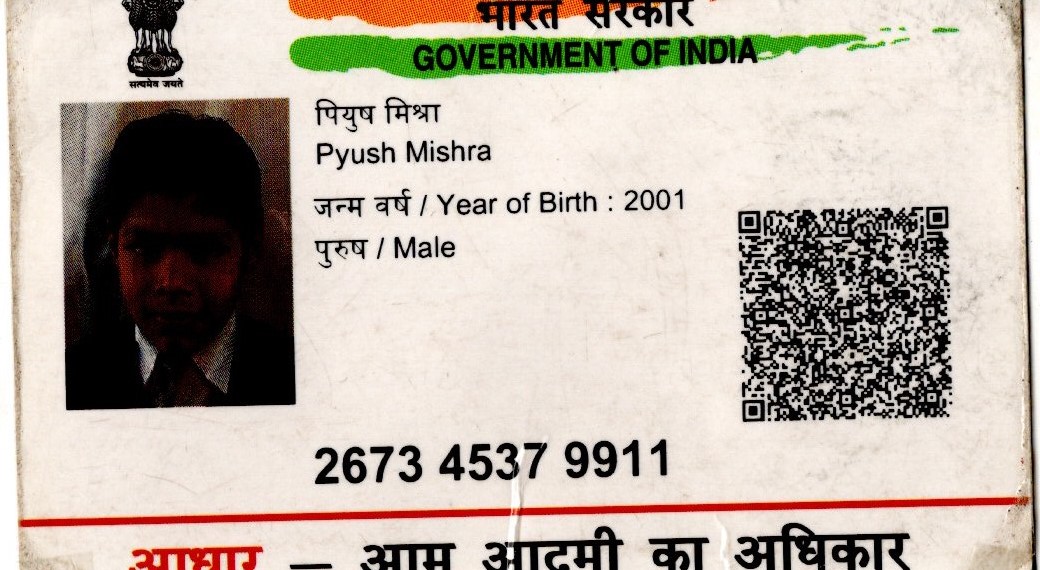 भारत सरकार
GOVERNMENT OF INDIA
सत्यमेव जयते
पियुष मिश्रा
Pyush Mishra
जन्म वर्ष / Year of Birth : 2001
पुरुष / Male
2673 4537 9911
आधार — आम आदमी का अधिकार